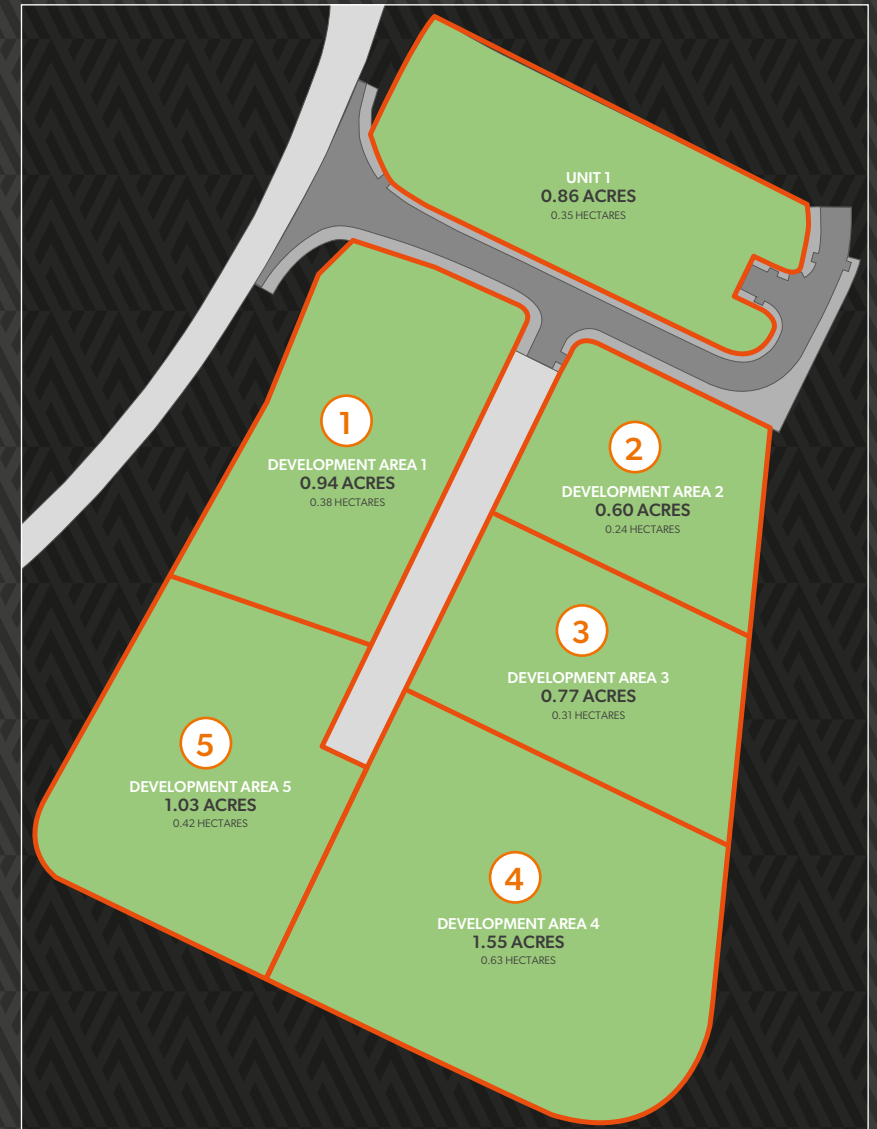 UNIT 1
0.86 ACRES
0.35 HECTARES
1
DEVELOPMENT AREA 1
0.94 ACRES
0.38 HECTARES
2
DEVELOPMENT AREA 2
0.60 ACRES
0.24 HECTARES
3
DEVELOPMENT AREA 3
0.77 ACRES
0.31 HECTARES
5
DEVELOPMENT AREA 5
1.03 ACRES
0.42 HECTARES
4
DEVELOPMENT AREA 4
1.55 ACRES
0.63 HECTARES